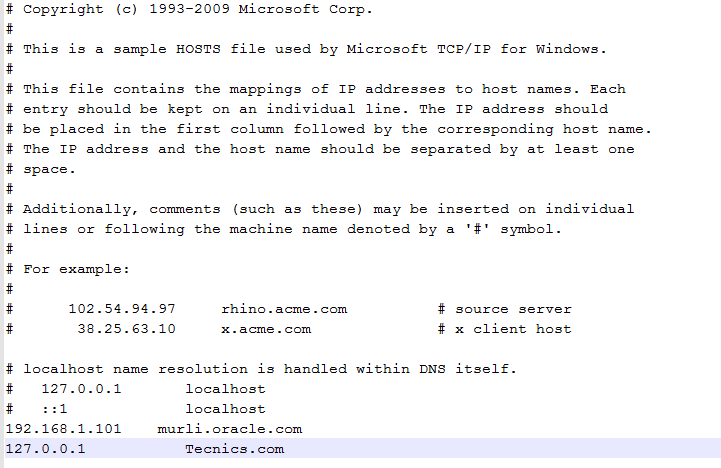 # Copyright (c) 1993-2009 Microsoft Corp.
#
# This is a sample HOSTS file used by Microsoft TCP/IP for Windows.
#
# This file contains the mappings of IP addresses to host names. Each
# entry should be kept on an individual line. The IP address should
# be placed in the first column followed by the corresponding host name.
# The IP address and the host name should be separated by at least one
# space.
#
# Additionally, comments (such as these) may be inserted on individual
# lines or following the machine name denoted by a '#' symbol.
#
# For example:
#
#      102.54.94.97     rhino.acme.com          # source server
#       38.25.63.10     x.acme.com              # x client host

# localhost name resolution is handled within DNS itself.
#   127.0.0.1       localhost
#   ::1             localhost
192.168.1.101    murli.oracle.com
127.0.0.1           Tecnics.com